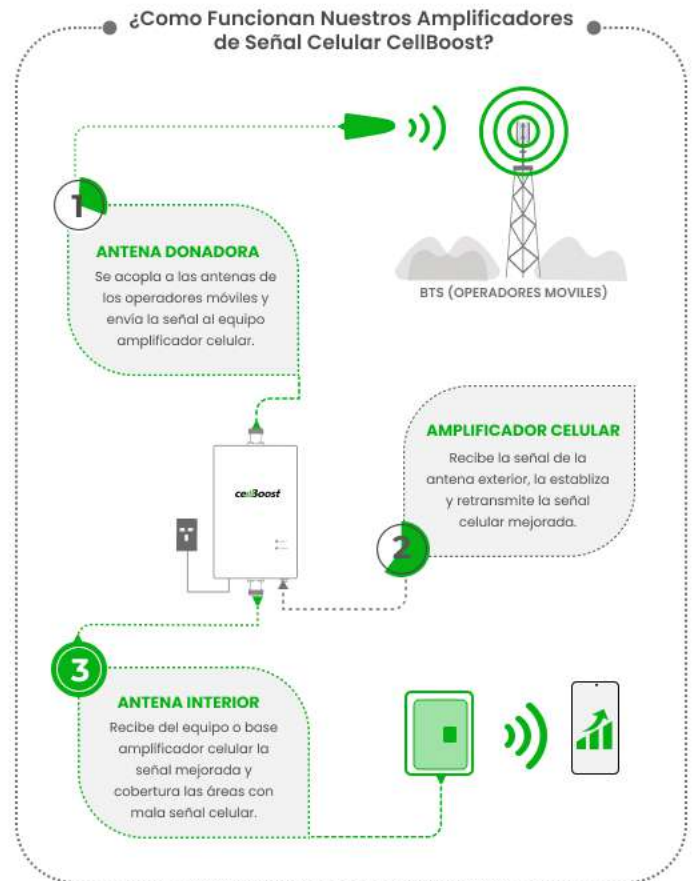 ¿Como Funcionan Nuestros Amplificadores
de Señal Celular CellBoost?
BTS (OPERADORES MOVILES)
1
ANTENA DONADORA
Se acopla a las antenas de
los operadores móviles y
envía la señal al equipo
amplificador celular.
cellBoost
AMPLIFICADOR CELULAR
Recibe la señal de la
antena exterior, la establiza
y retransmite la señal
celular mejorada.
2
3
ANTENA INTERIOR
Recibe del equipo o base
amplificador celular la
señal mejorada y
cobertura las áreas con
mala señal celular.